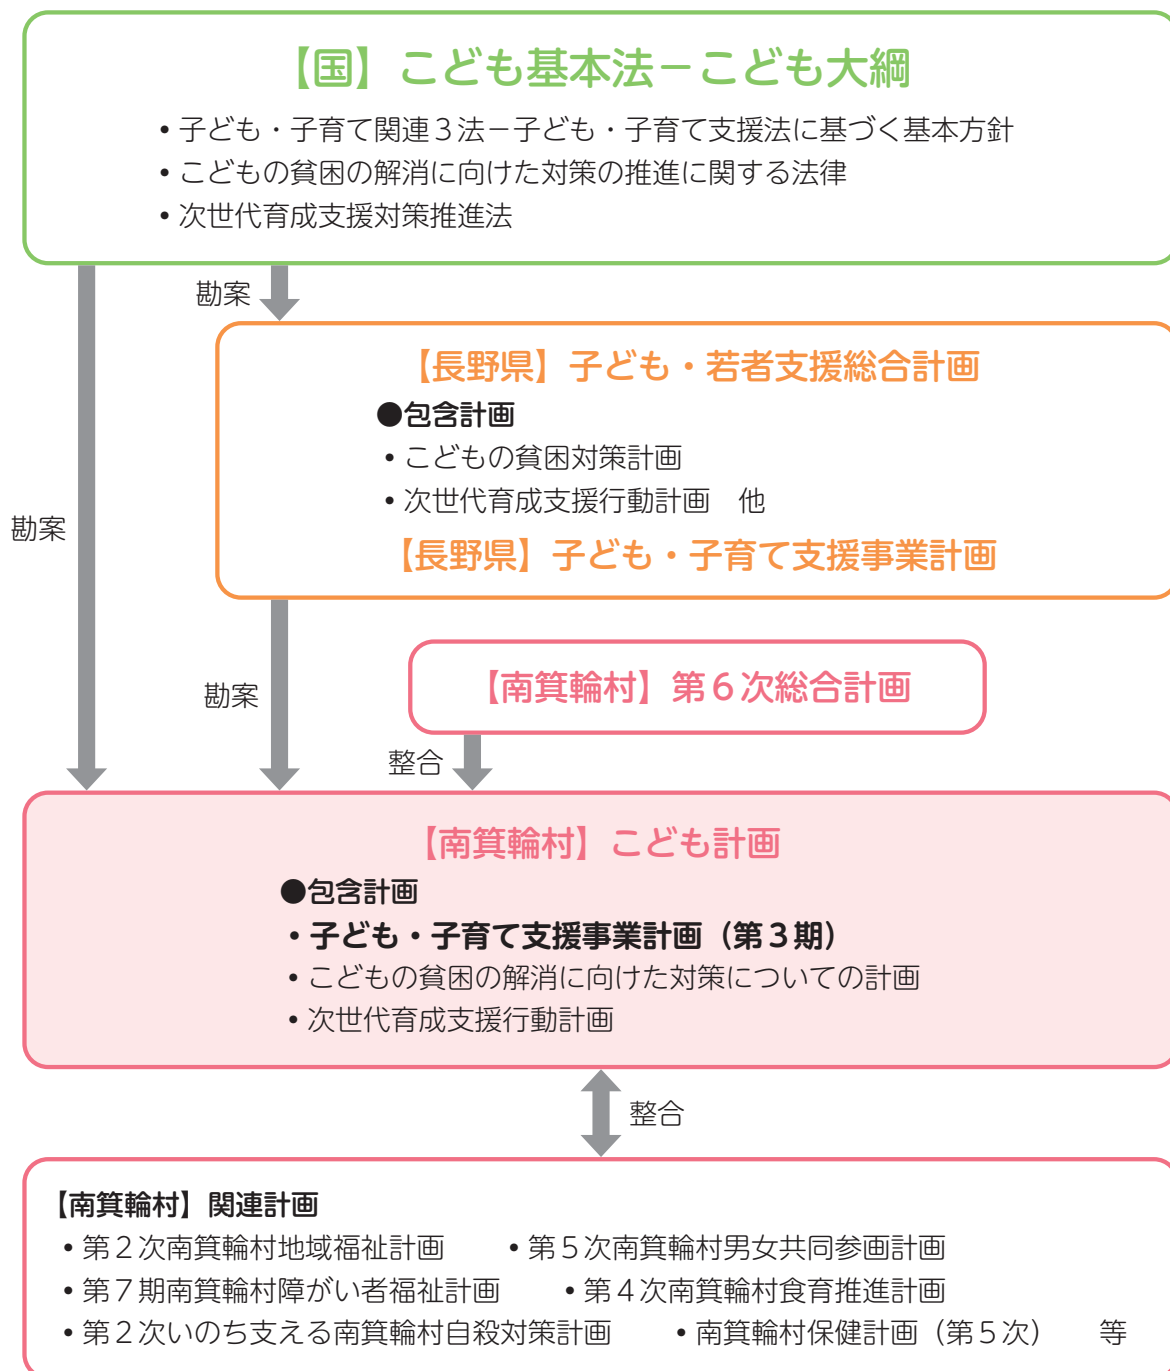 【国】こども基本法－こども大綱
• 子ども・子育て関連３法－子ども・子育て支援法に基づく基本方針
• こどもの貧困の解消に向けた対策の推進に関する法律
• 次世代育成支援対策推進法
勘案
【長野県】子ども・若者支援総合計画
●包含計画
• こどもの貧困対策計画
• 次世代育成支援行動計画　他
勘案
【長野県】子ども・子育て支援事業計画
【南箕輪村】第６次総合計画
勘案
整合
【南箕輪村】こども計画
●包含計画
・子ども・子育て支援事業計画（第３期）
• こどもの貧困の解消に向けた対策についての計画
• 次世代育成支援行動計画
整合
【南箕輪村】関連計画
• 第２次南箕輪村地域福祉計画　• 第５次南箕輪村男女共同参画計画
• 第７期南箕輪村障がい者福祉計画　• 第４次南箕輪村食育推進計画
• 第２次いのち支える南箕輪村自殺対策計画　• 南箕輪村保健計画（第５次）　等